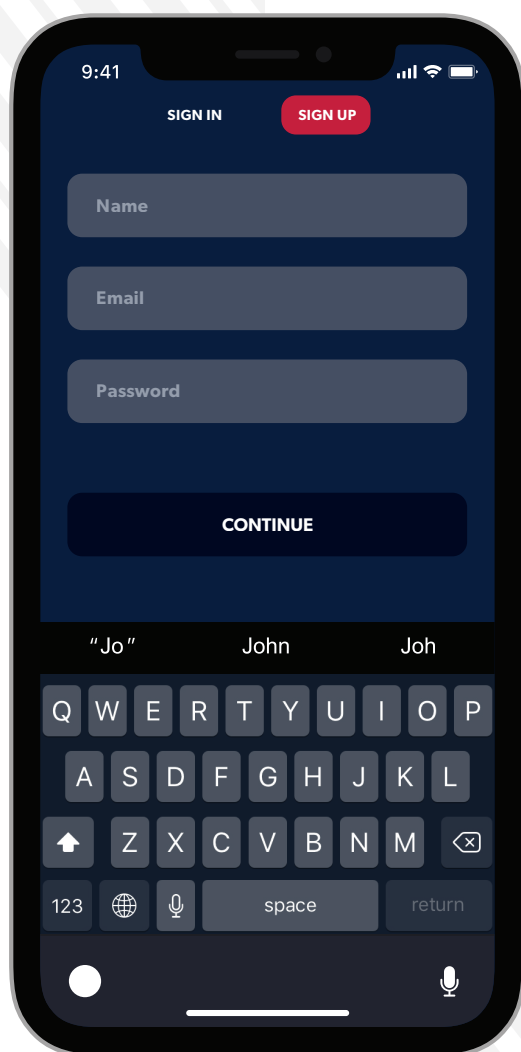 9:41
SIGN IN SIGN UP
Name
Email
Password
CONTINUE
“Jo” John Joh
Q W E R T Y U I O P
A S D F G H J K L
Z X C V B N M
123 space return